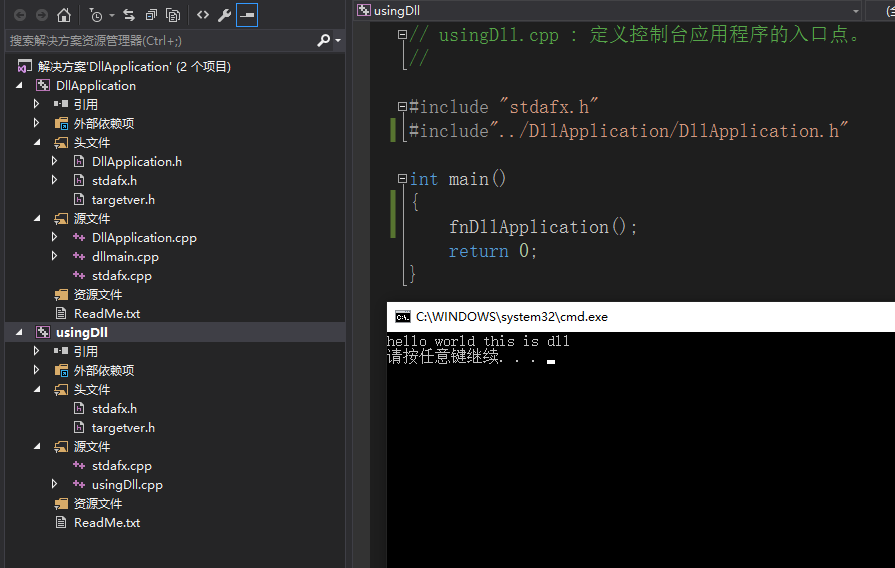 搜索解决方案资源管理器(Ctrl+;)
解决方案'DllApplication' (2 个项目)
DllApplication
引用
外部依赖项
头文件
DllApplication.h
stdafx.h
targetver.h
源文件
DllApplication.cpp
dllmain.cpp
stdafx.cpp
资源文件
ReadMe.txt
usingDll
引用
外部依赖项
头文件
stdafx.h
targetver.h
源文件
stdafx.cpp
usingDll.cpp
资源文件
ReadMe.txt
usingDll
// usingDll.cpp : 定义控制台应用程序的入口点。
//
#include "stdafx.h"
#include"../DllApplication/DllApplication.h"
int main()
{
fnDllApplication();
return 0;
}
C:\WINDOWS\system32\cmd.exe
hello world this is dll
请按任意键继续. . .